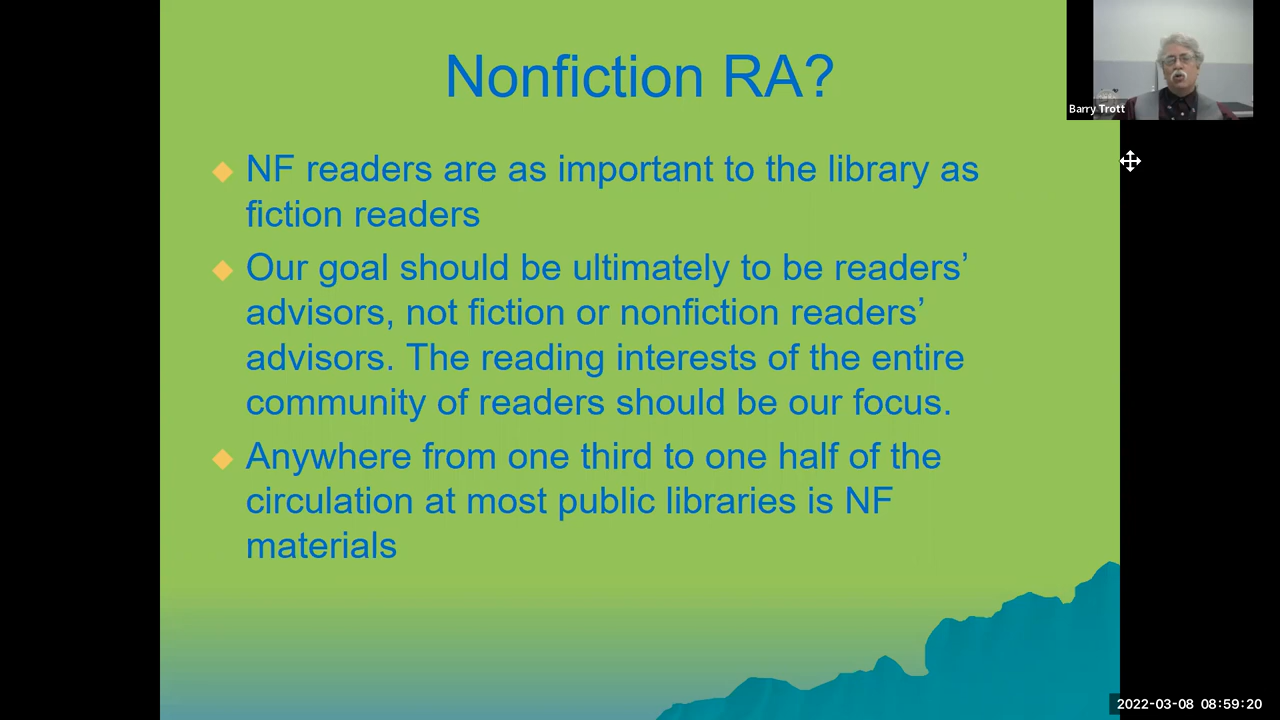 Nonfiction RA?
Barry Trott
NF readers are as important to the library as
fiction readers
Our goal should be ultimately to be readers’
advisors, not fiction or nonfiction readers’
advisors. The reading interests of the entire
community of readers should be our focus.
Anywhere from one third to one half of the
circulation at most public libraries is NF
materials
2022-03-08 08:59:20